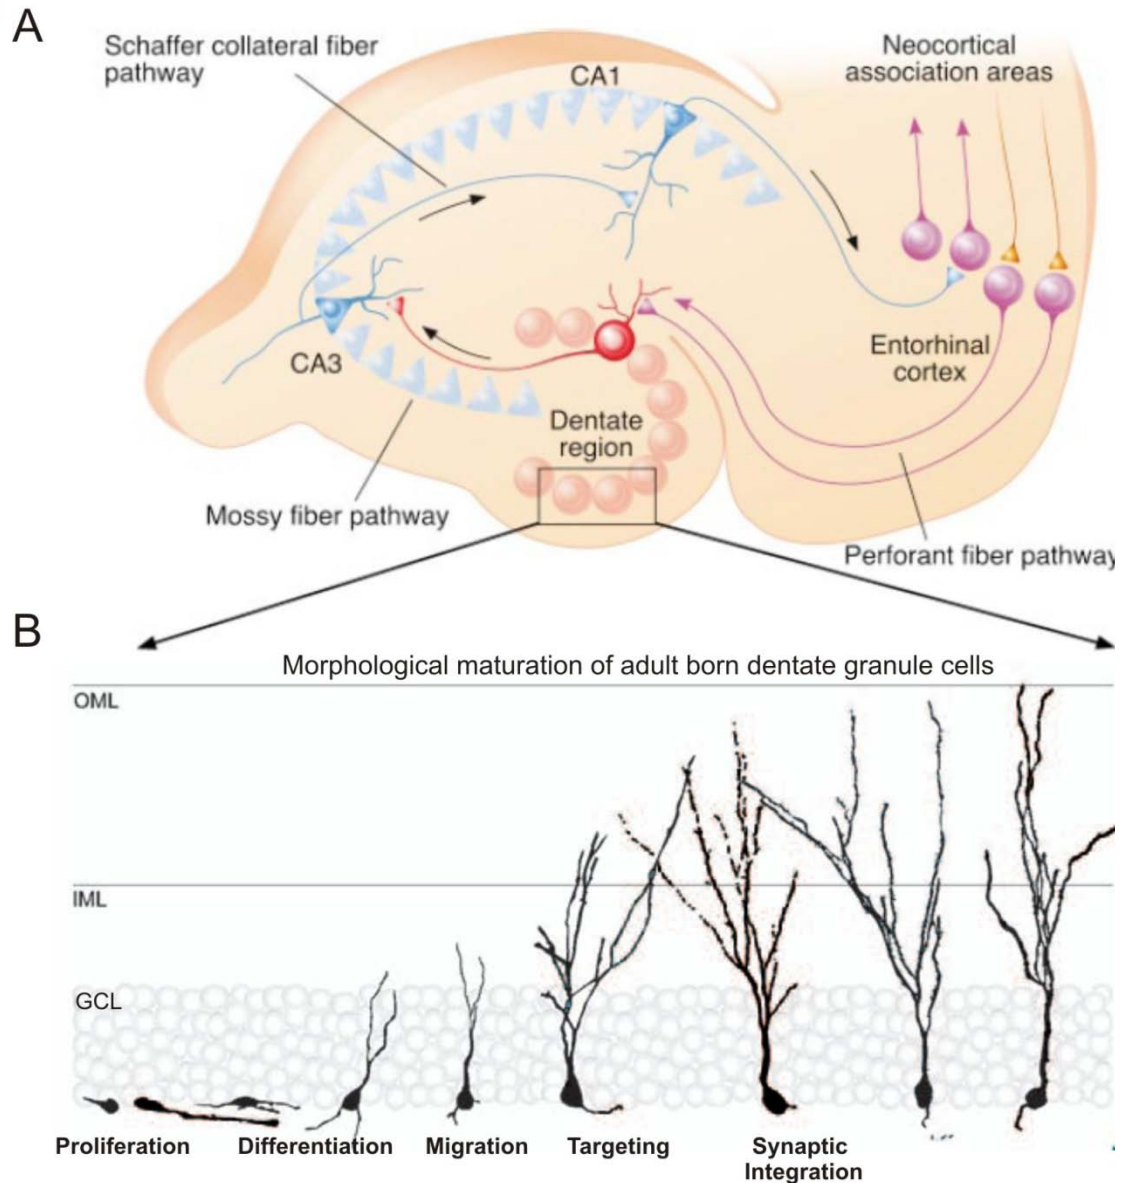 A
Schaffer collateral fiber
pathway
CA1
Neocortical
association areas
CA3
Entorhinal
cortex
Dentate
region
Mossy fiber pathway
Perforant fiber pathway
B
Morphological maturation of adult born dentate granule cells
OML
IML
GCL
Proliferation
Differentiation
Migration
Targeting
Synaptic
Integration